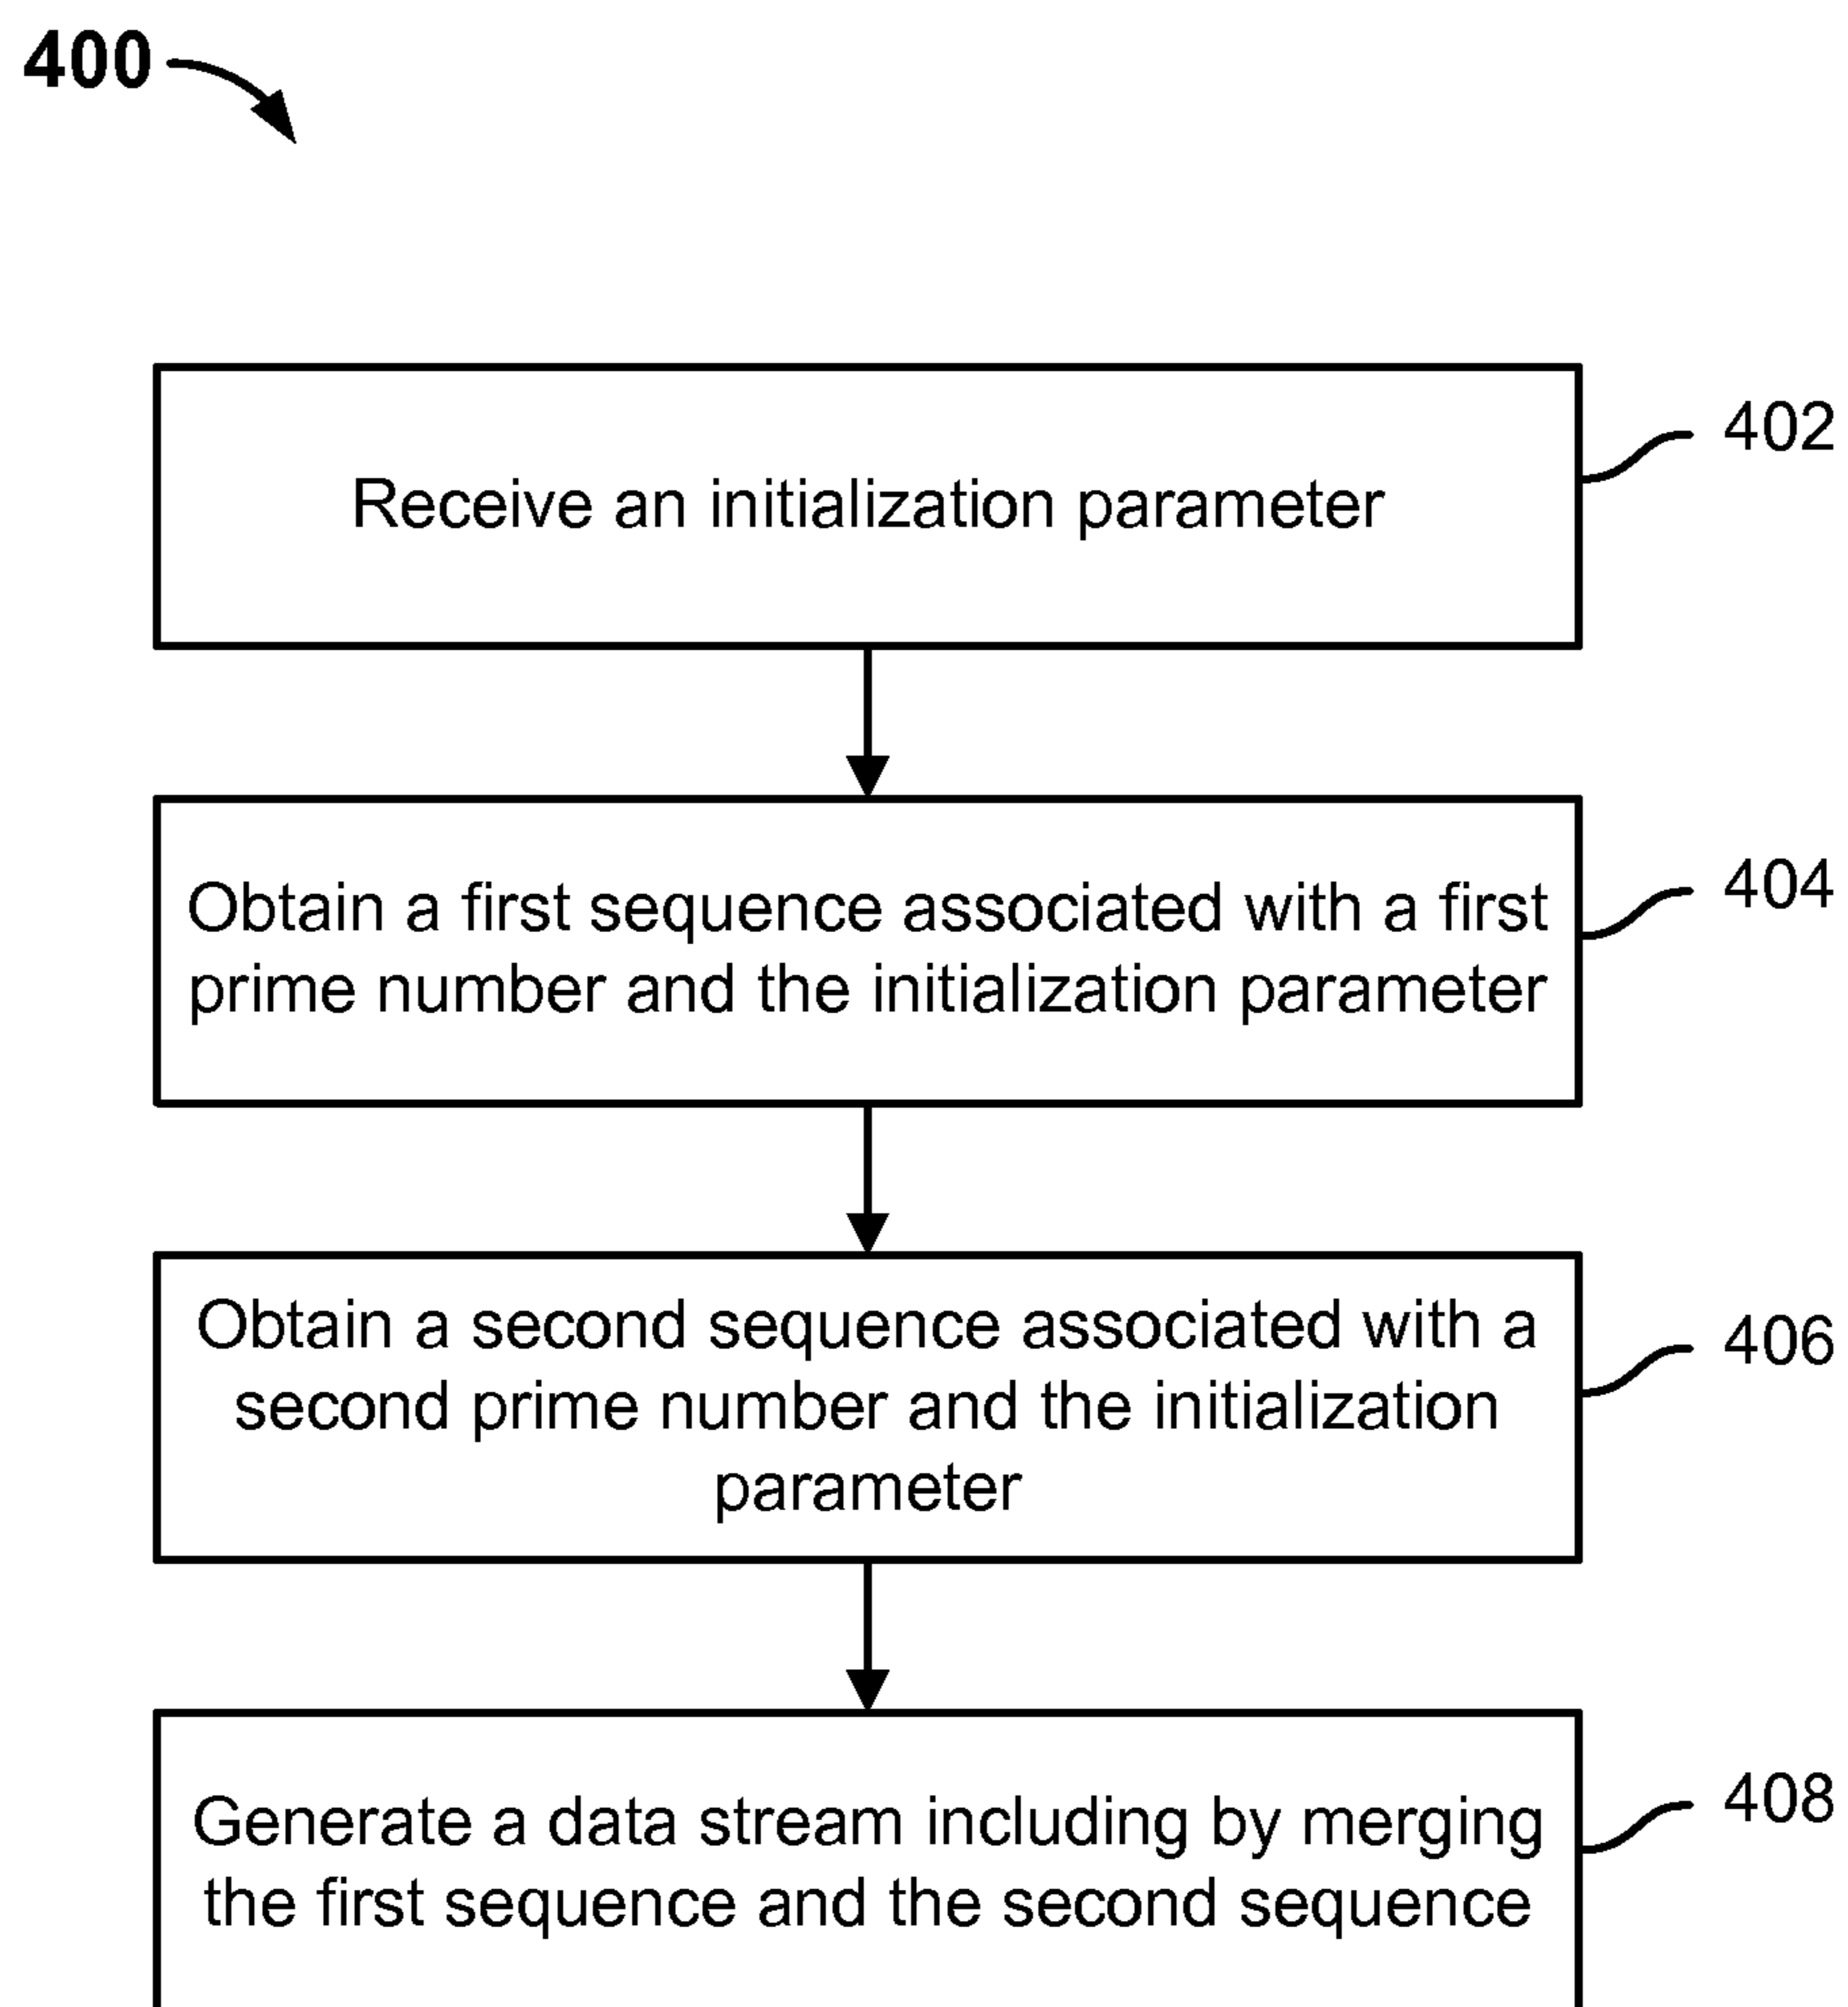 400
Receive an initialization parameter
402
Obtain a first sequence associated with a first
prime number and the initialization parameter
404
Obtain a second sequence associated with a
second prime number and the initialization
parameter
406
Generate a data stream including by merging
the first sequence and the second sequence
408